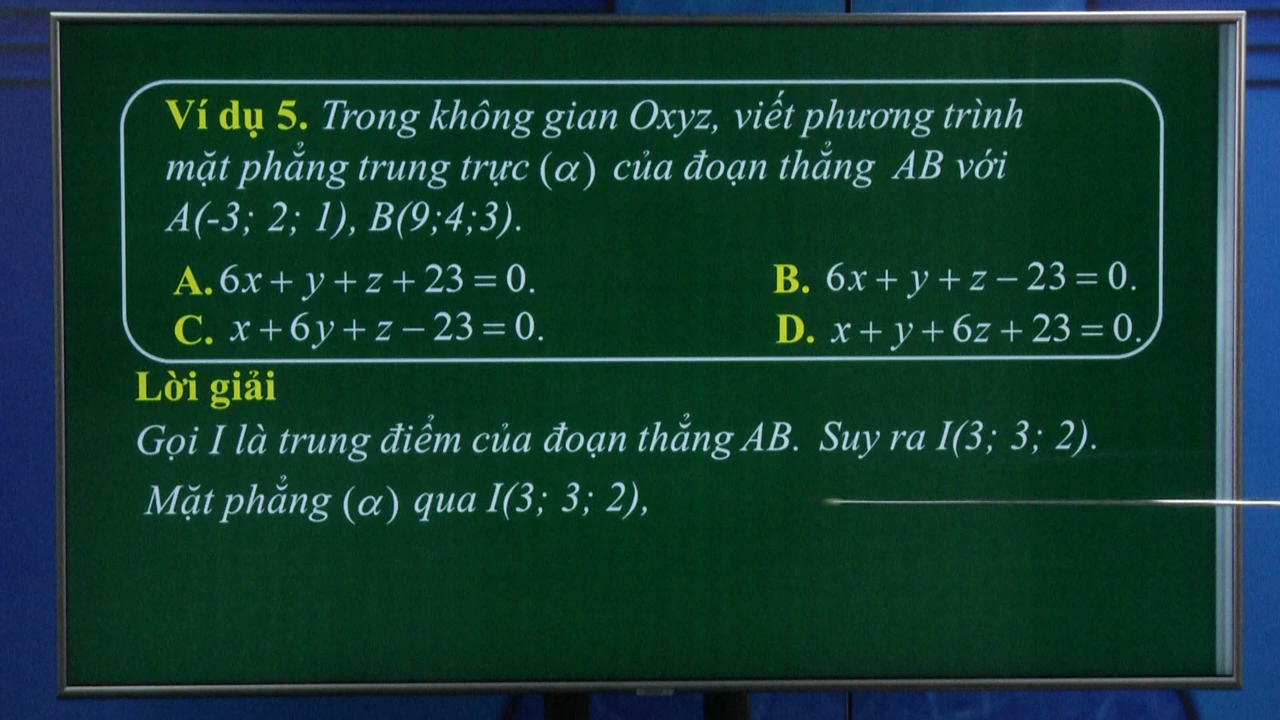 Ví dụ 5. Trong không gian Oxyz, viết phương trình
mặt phẳng trung trực (α) của đoạn thẳng AB với
A(-3; 2; 1), B(9;4;3).
A. 6x + y + z + 23 = 0. B. 6x + y + z − 23 = 0.
C. x + 6y + z − 23 = 0. D. x + y + 6z + 23 = 0.
Lời giải
Gọi I là trung điểm của đoạn thẳng AB. Suy ra I(3; 3; 2).
Mặt phẳng (α) qua I(3; 3; 2),